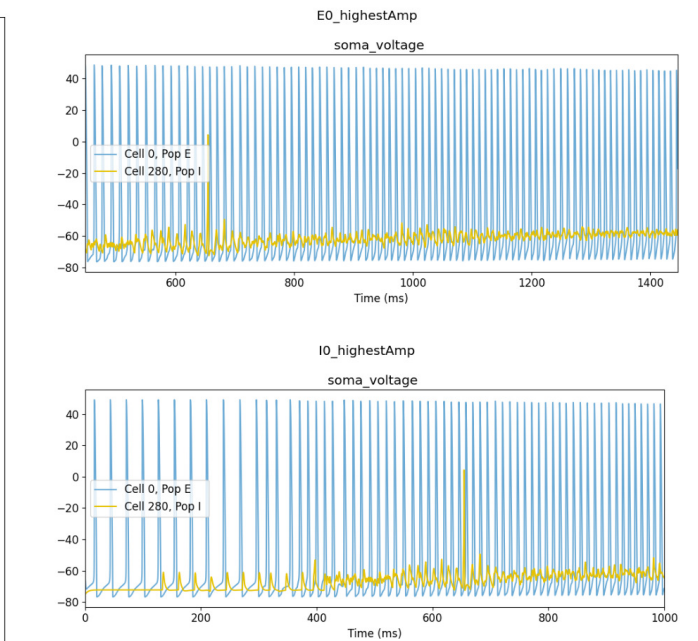 E0_highestAmp
soma_voltage
40
20
0
−20
−40
−60
−80
Cell 0, Pop E
Cell 280, Pop I
600
800
1000
1200
1400
Time (ms)
I0_highestAmp
soma_voltage
40
20
0
−20
−40
−60
−80
Cell 0, Pop E
Cell 280, Pop I
0
200
400
600
800
1000
Time (ms)